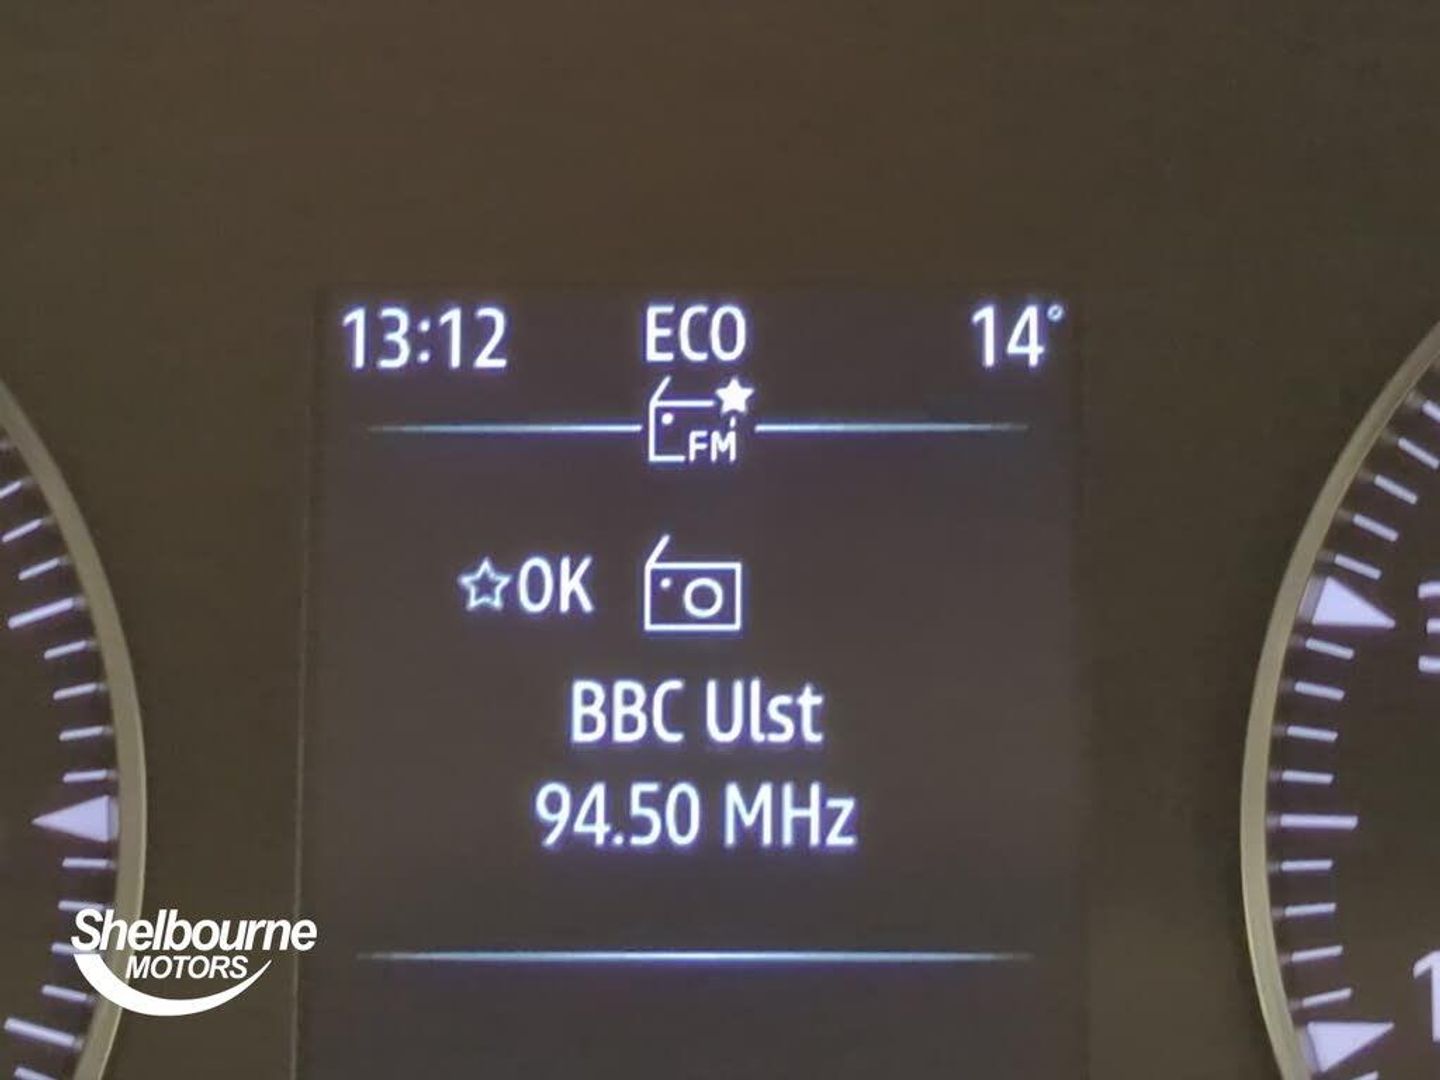 13:12 ECO 14°
FM
OK
BBC Ulst
94.50 MHz
Shelbourne
MOTORS